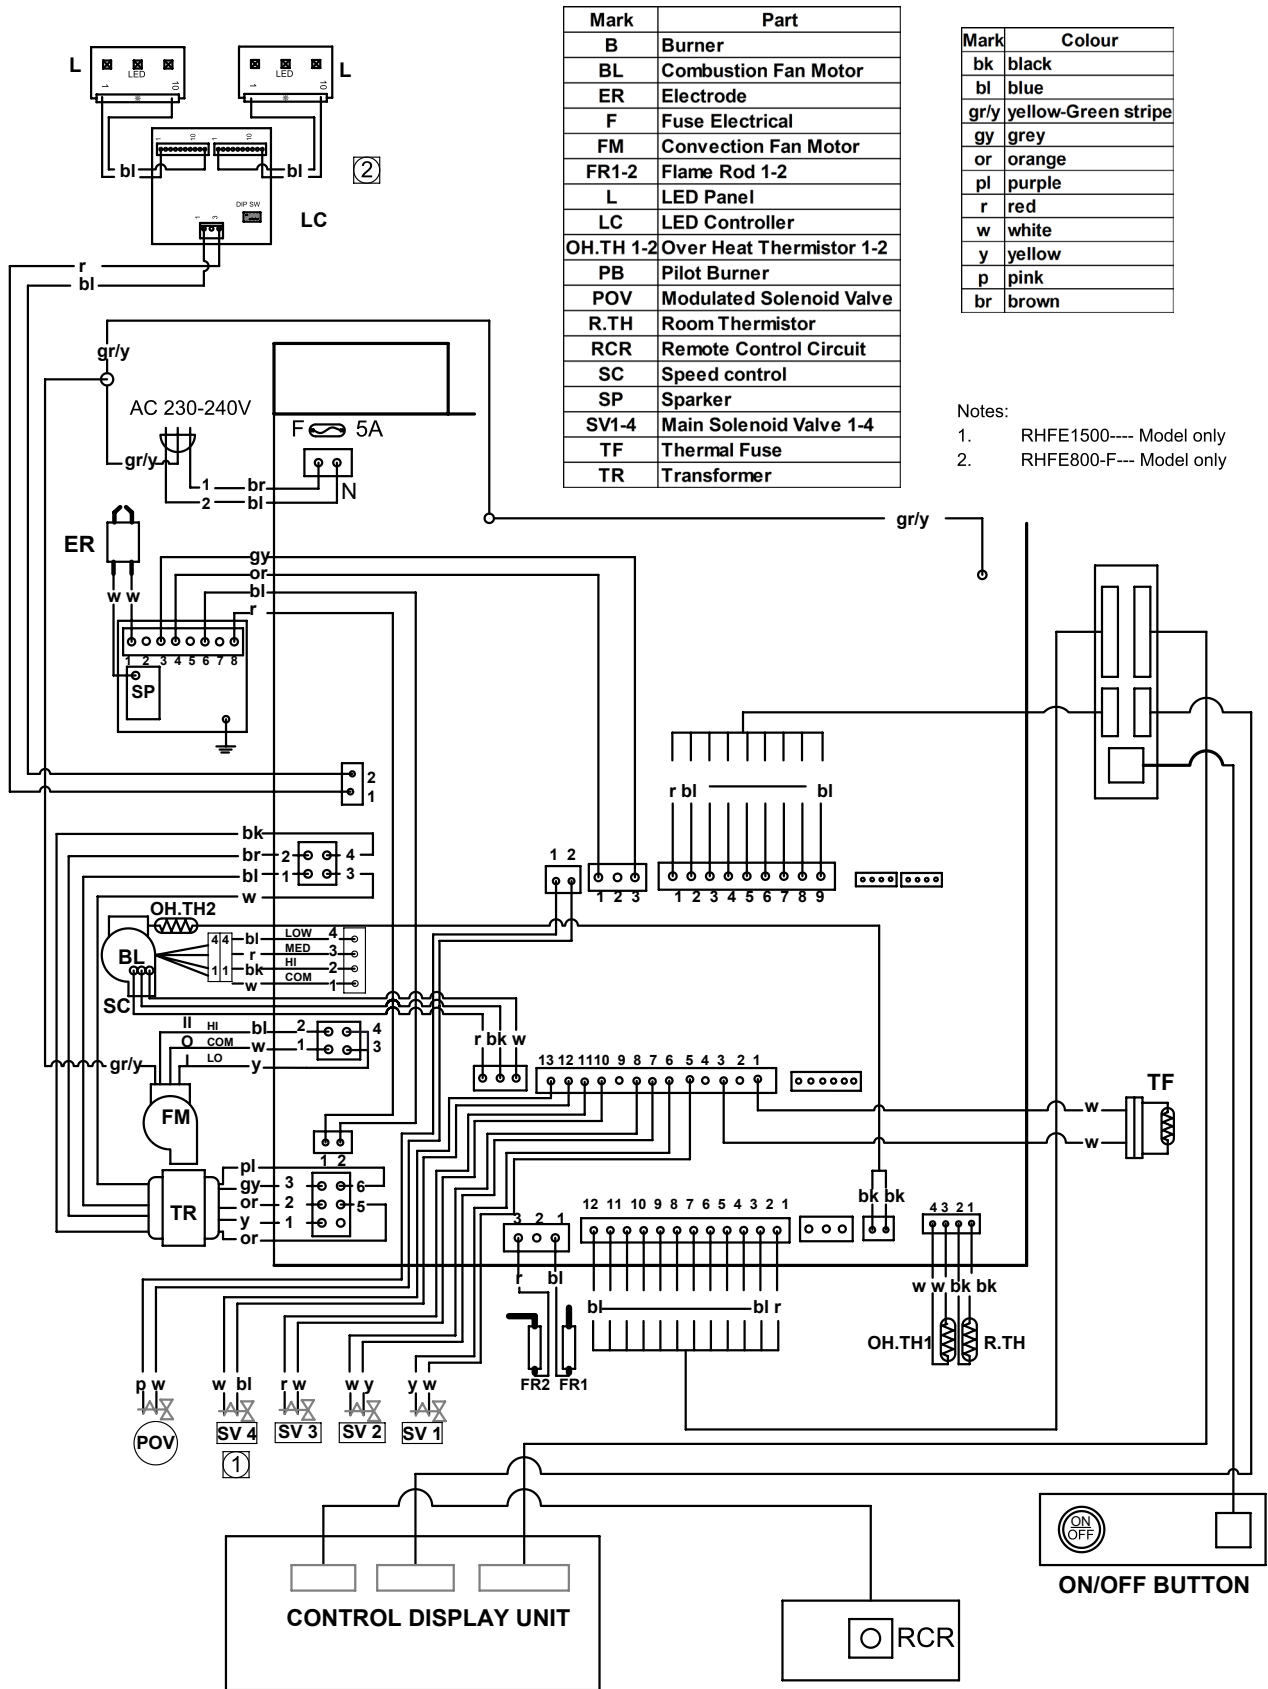 Mark Part
B Burner
BL Combustion Fan Motor
ER Electrode
F Fuse Electrical
FM Convection Fan Motor
FR1-2 Flame Rod 1-2
L LED Panel
LC LED Controller
OH.TH 1-2 Over Heat Thermistor 1-2
PB Pilot Burner
POV Modulated Solenoid Valve
R.TH Room Thermistor
RCR Remote Control Circuit
SC Speed control
SP Sparker
SV1-4 Main Solenoid Valve 1-4
TF Thermal Fuse
TR Transformer
Mark Colour
bk black
bl blue
gr/y yellow-Green stripe
gy grey
or orange
pl purple
r red
w white
y yellow
p pink
br brown
Notes:
1. RHFE1500---- Model only
2. RHFE800-F--- Model only
L LED LED L
1 10 1 10
1 10 1 10
bl bl 2
DIP SW
LC
1 3
r
bl
gr/y
AC 230-240V
F 5A
gr/y
1 br
2 bl
N
gr/y
ER
gy
or
bl
r
w w
1 2 3 4 5 6 7 8
SP
2
1
r bl bl
bk
br 2 4
bl 1 3
w
1 2
1 2 3
1 2 3 4 5 6 7 8 9
OH.TH2
BL
4 4 bl LOW 4
r MED 3
1 1 bk HI 2
w COM 1
SC
II HI bl 2 4
O COM w 1 3
I LO y
gr/y
FM
r bk w
13 12 11 10 9 8 7 6 5 4 3 2 1
TF
w
w
1 2
pl
gy 3 6
or 2 5
y 1
or
TR
3 2 1
12 11 10 9 8 7 6 5 4 3 2 1
bk bk
4 3 2 1
r bl
bl bl r
w w bk bk
OH.TH1 R.TH
FR2 FR1
p w w bl r w w y y w
POV SV 4 SV 3 SV 2 SV 1
1
ON
OFF
ON/OFF BUTTON
CONTROL DISPLAY UNIT
RCR